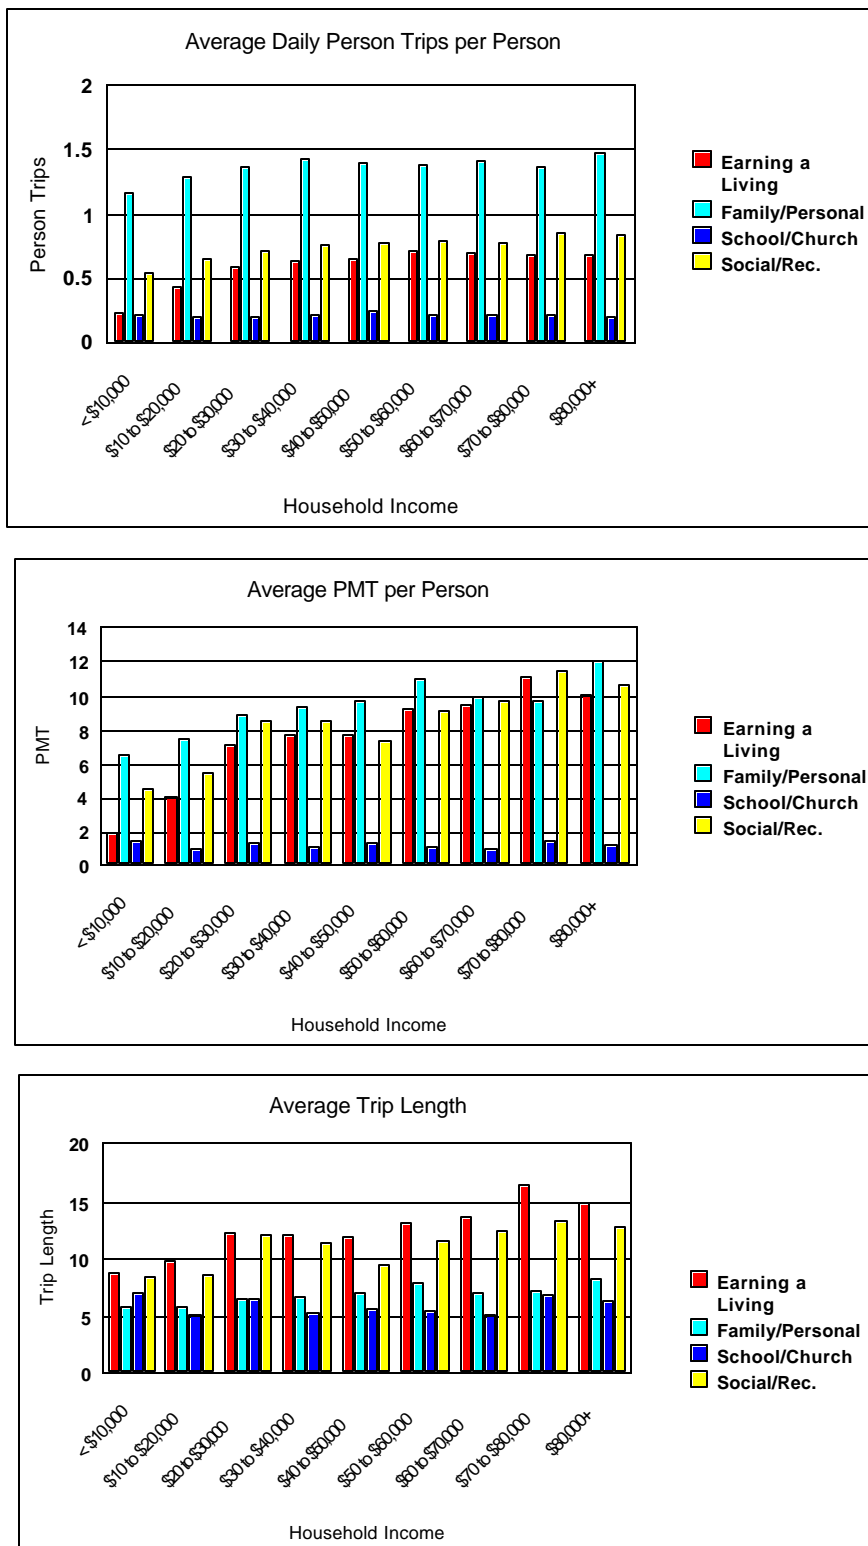 Average Daily Person Trips per Person
2
1.5
1
0.5
0
Person Trips
< $10,000
$10 to $20,000
$20 to $30,000
$30 to $40,000
$40 to $50,000
$50 to $60,000
$60 to $70,000
$70 to $80,000
$80,000+
Household Income
Earning a
Living
Family/Personal
School/Church
Social/Rec.
Average PMT per Person
14
12
10
8
6
4
2
0
PMT
< $10,000
$10 to $20,000
$20 to $30,000
$30 to $40,000
$40 to $50,000
$50 to $60,000
$60 to $70,000
$70 to $80,000
$80,000+
Household Income
Earning a
Living
Family/Personal
School/Church
Social/Rec.
Average Trip Length
20
15
10
5
0
Trip Length
< $10,000
$10 to $20,000
$20 to $30,000
$30 to $40,000
$40 to $50,000
$50 to $60,000
$60 to $70,000
$70 to $80,000
$80,000+
Household Income
Earning a
Living
Family/Personal
School/Church
Social/Rec.